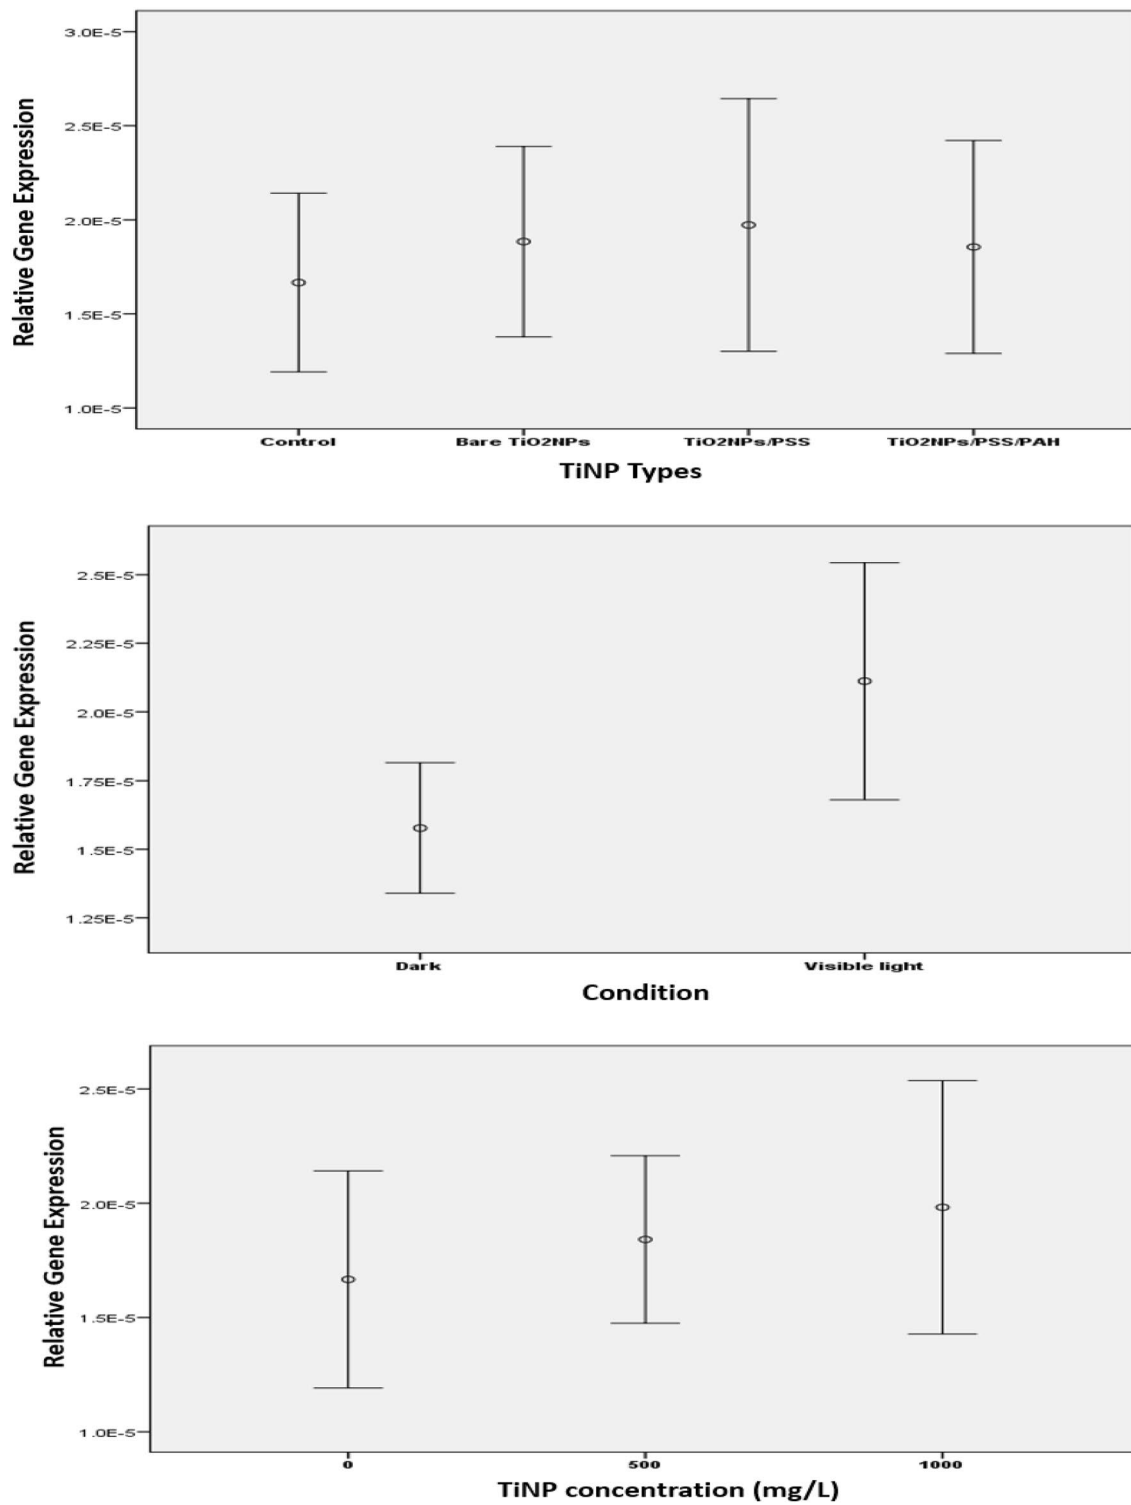 Relative Gene Expression
3.0E-5
2.5E-5
2.0E-5
1.5E-5
1.0E-5
Control Bare TiO2NPs TiO2NPs/PSS TiO2NPs/PSS/PAH
TiNP Types
Relative Gene Expression
2.5E-5
2.25E-5
2.0E-5
1.75E-5
1.5E-5
1.25E-5
Dark Visible light
Condition
Relative Gene Expression
2.5E-5
2.0E-5
1.5E-5
1.0E-5
0 500 1000
TiNP concentration (mg/L)